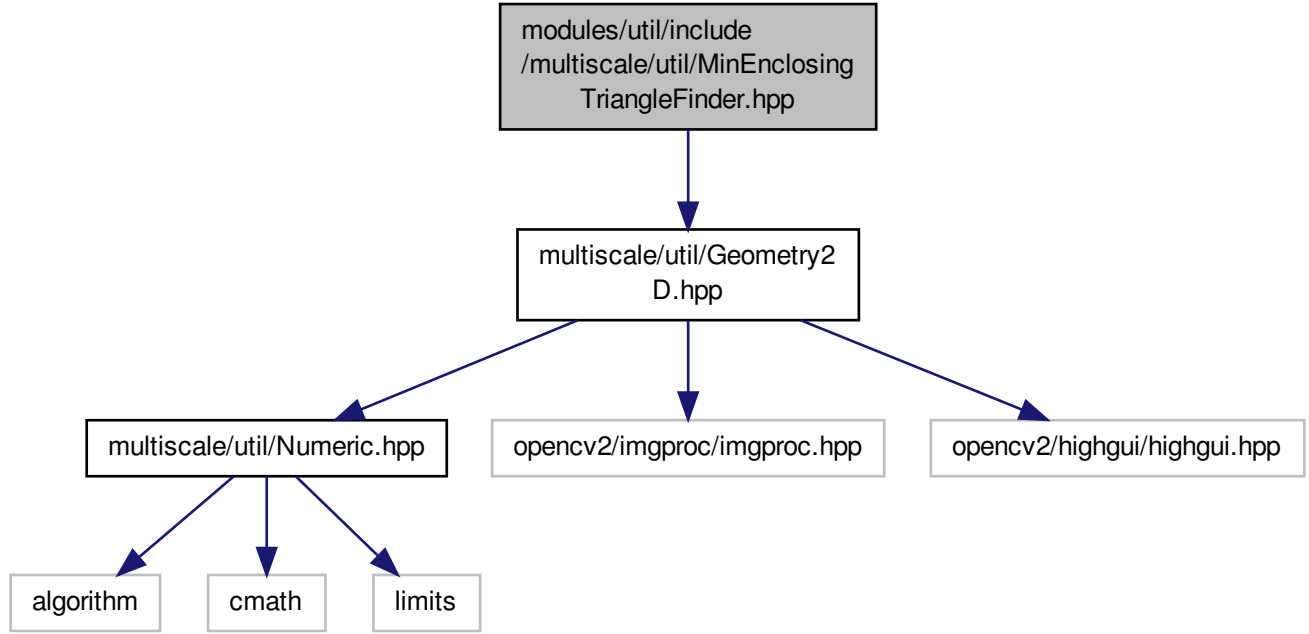 modules/util/include
/multiscale/util/MinEnclosing
TriangleFinder.hpp
multiscale/util/Geometry2
D.hpp
multiscale/util/Numeric.hpp
opencv2/imgproc/imgproc.hpp
opencv2/highgui/highgui.hpp
algorithm
cmath
limits